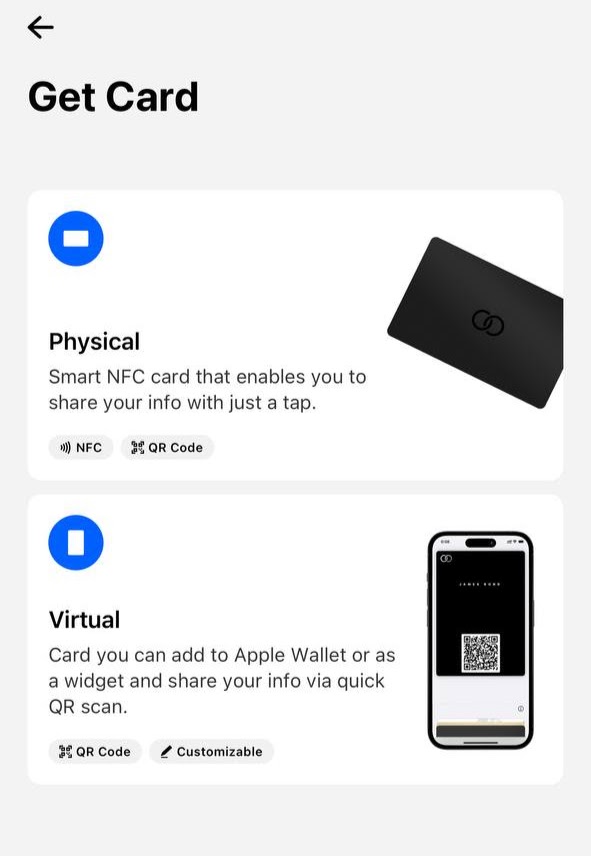 Get Card
Physical
Smart NFC card that enables you to
share your info with just a tap.
NFC
QR Code
Virtual
Card you can add to Apple Wallet or as
a widget and share your info via quick
QR scan.
QR Code
Customizable